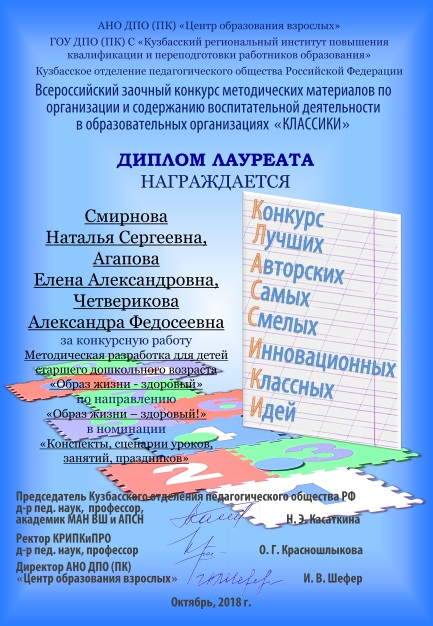 АНО ДПО (ПК) «Центр образования взрослых»
ГОУ ДПО (ПК) С «Кузбасский региональный институт повышения
квалификации и переподготовки работников образования»
Кузбасское отделение педагогического общества Российской Федерации
Всероссийский заочный конкурс методических материалов по
организации и содержанию воспитательной деятельности
в образовательных организациях «КЛАССИКИ»
ДИПЛОМ ЛАУРЕАТА
НАГРАЖДАЕТСЯ
Смирнова
Наталья Сергеевна,
Агапова
Елена Александровна,
Четверикова
Александра Федосеевна
за конкурсную работу
Методическая разработка для детей
старшего дошкольного возраста
«Образ жизни - здоровый»
по направлению
«Образ жизни – здоровый!»
в номинации
«Конспекты, сценарии уроков,
занятий, праздников»
Конкурс
Лучших
Авторских
Самых
Смелых
Инновационных
Классных
Идей
3
2
Председатель Кузбасского отделения педагогического общества РФ
д-р пед. наук, профессор,
академик МАН ВШ и АПСН Н. Э. Касаткина
Ректор КРИПКиПРО
д-р пед. наук, профессор О. Г. Красношлыкова
Директор АНО ДПО (ПК)
«Центр образования взрослых» И. В. Шефер
Октябрь, 2018 г.